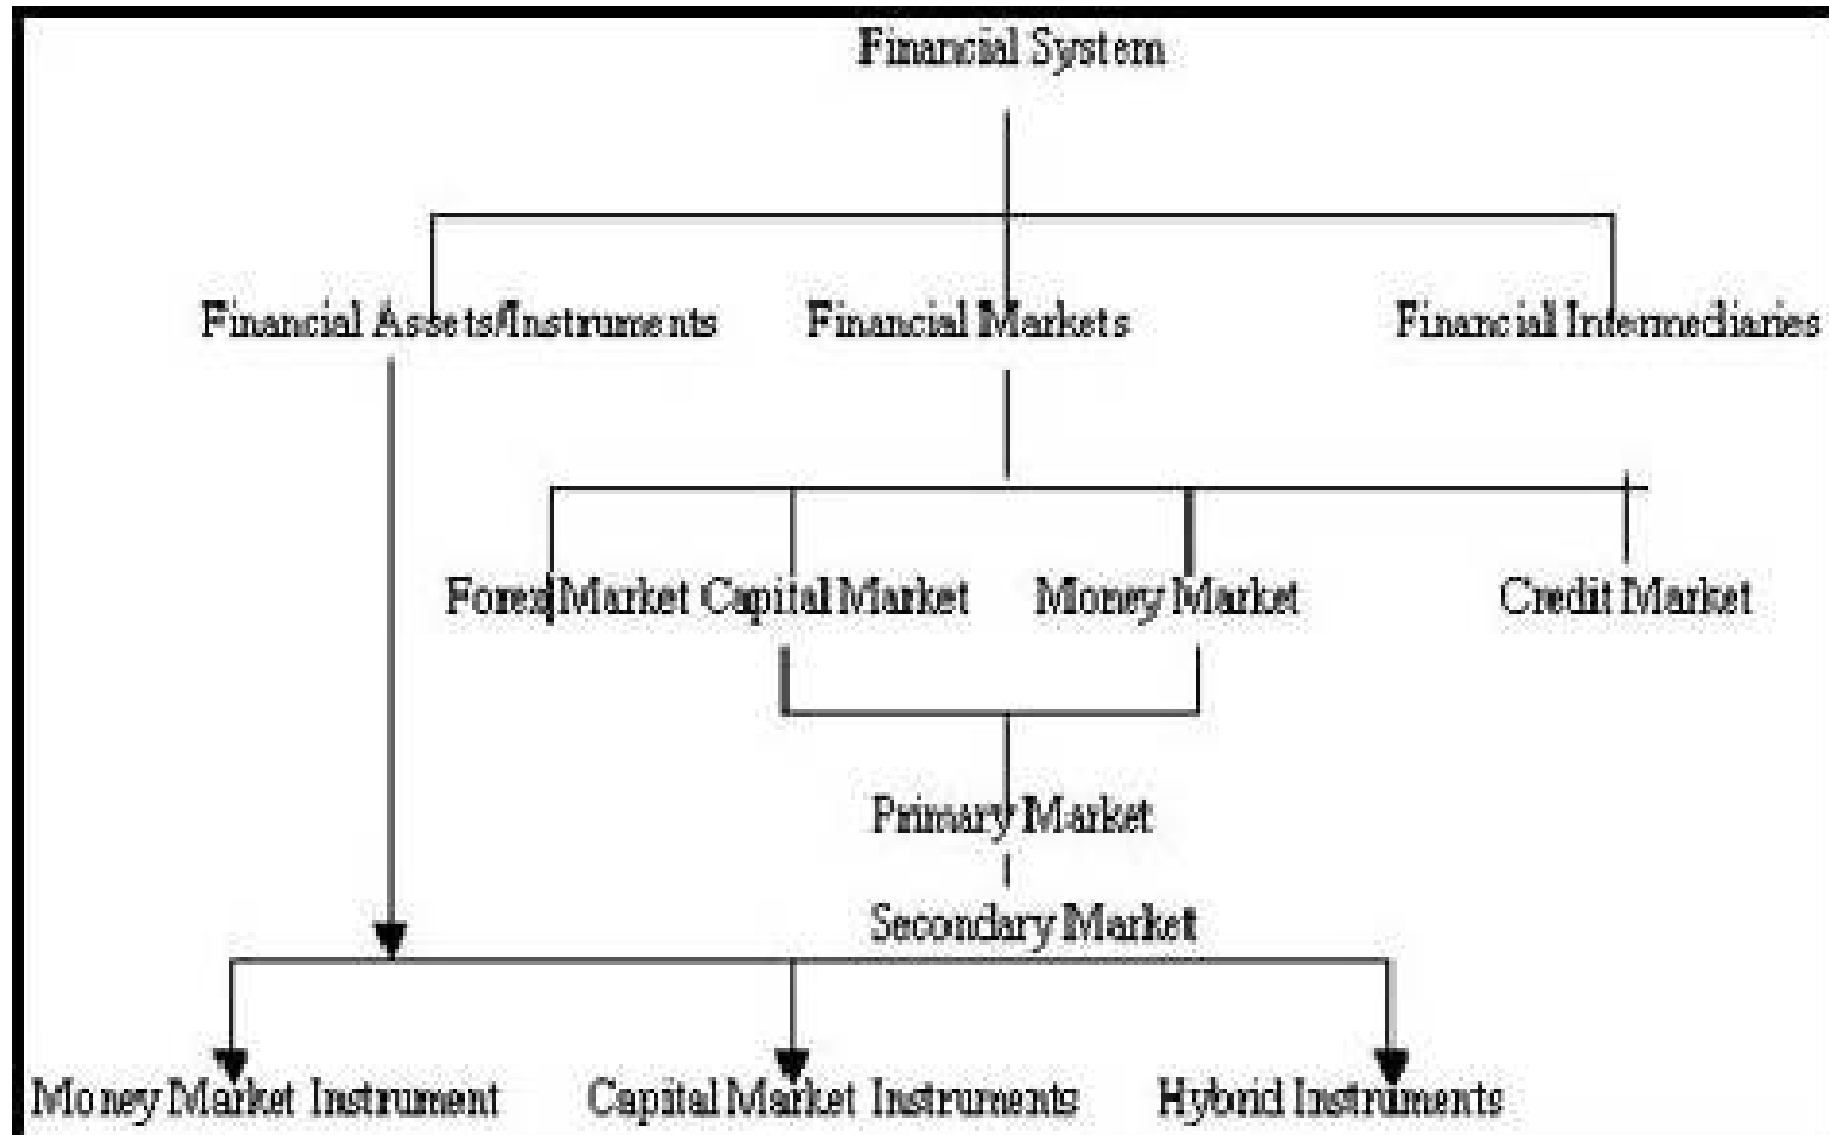 Financial System
Financial Assets/Instruments Financial Markets Financial Intermediaries
Forex Market Capital Market Money Market Credit Market
Primary Market
Secondary Market
Money Market Instrument Capital Market Instruments Hybrid Instruments